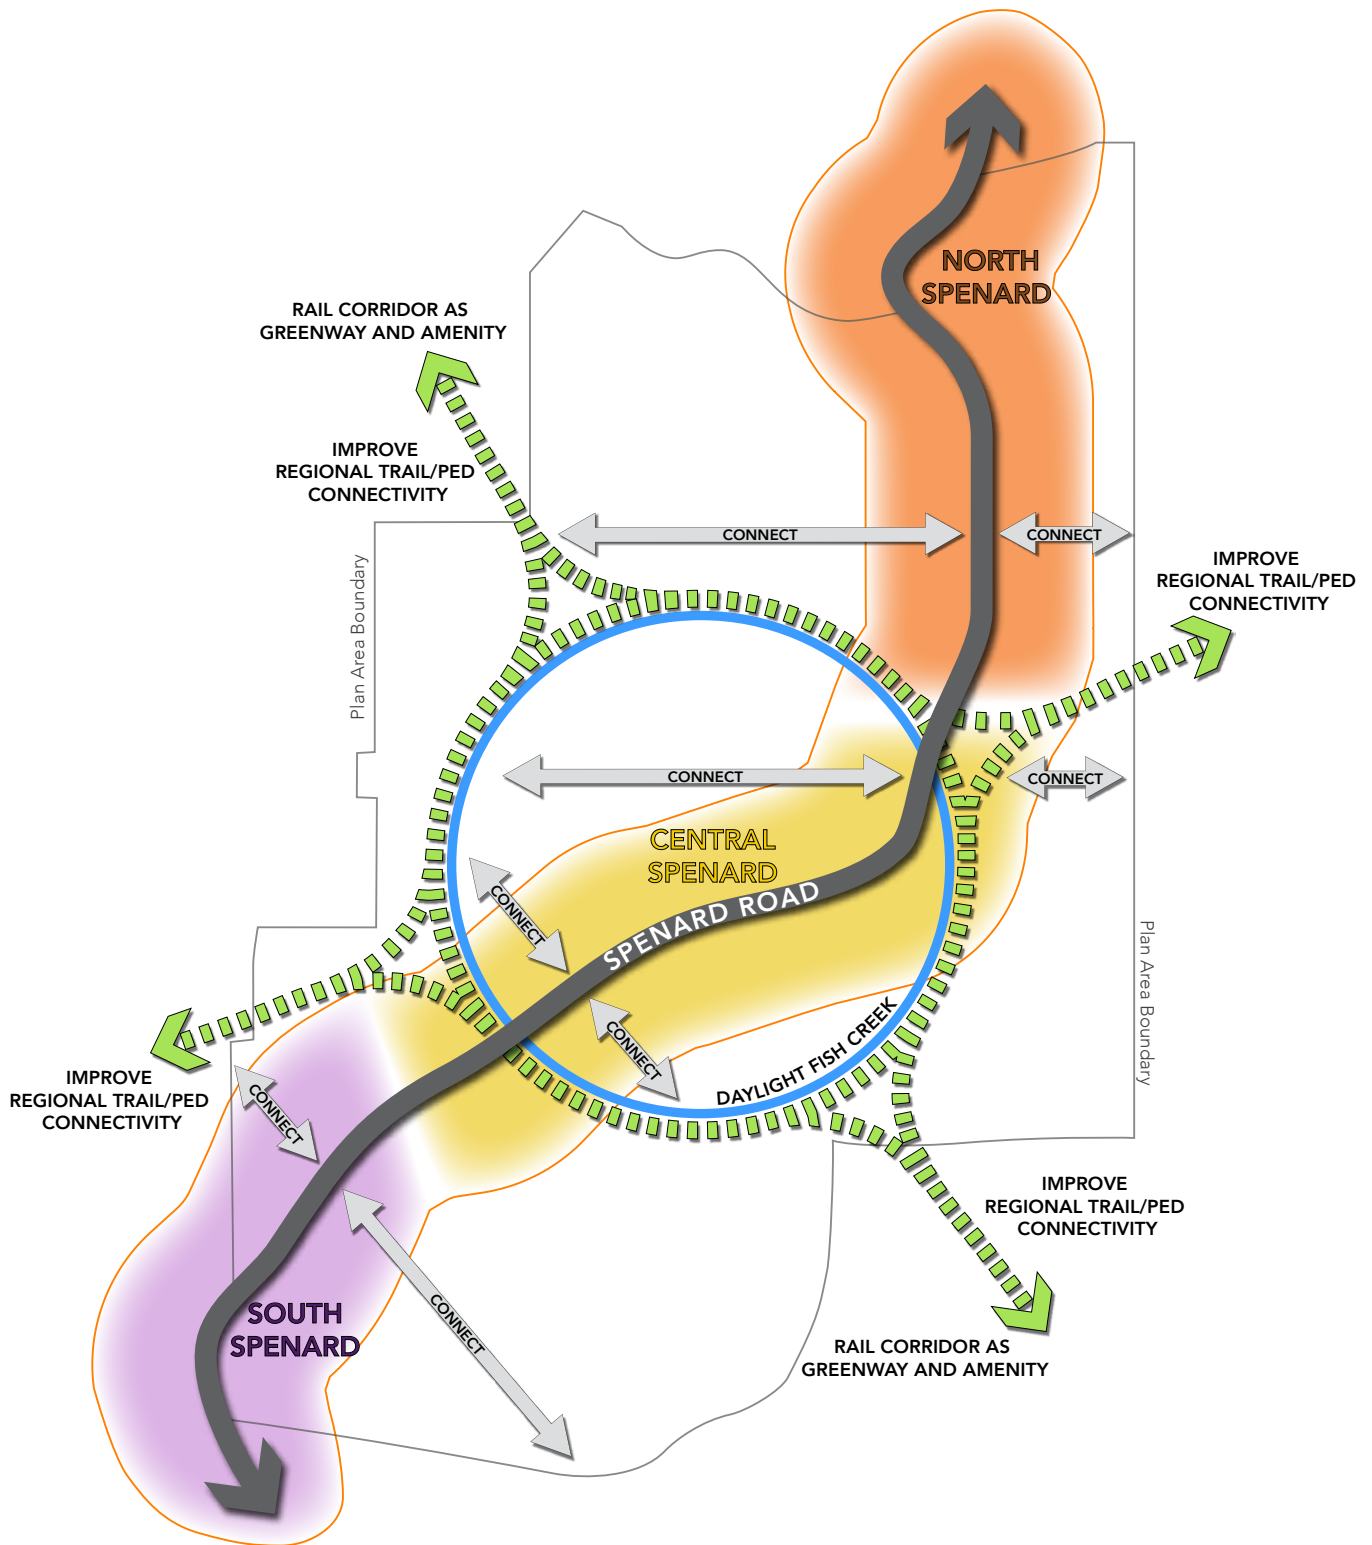 NORTH
SPENARD
RAIL CORRIDOR AS
GREENWAY AND AMENITY
IMPROVE
REGIONAL TRAIL/PED
CONNECTIVITY
CONNECT
CONNECT
IMPROVE
REGIONAL TRAIL/PED
CONNECTIVITY
Plan Area Boundary
CONNECT
CONNECT
CENTRAL
SPENARD
SPENARD ROAD
CONNECT
CONNECT
DAYLIGHT FISH CREEK
Plan Area Boundary
IMPROVE
REGIONAL TRAIL/PED
CONNECTIVITY
CONNECT
IMPROVE
REGIONAL TRAIL/PED
CONNECTIVITY
SOUTH
SPENARD
CONNECT
RAIL CORRIDOR AS
GREENWAY AND AMENITY